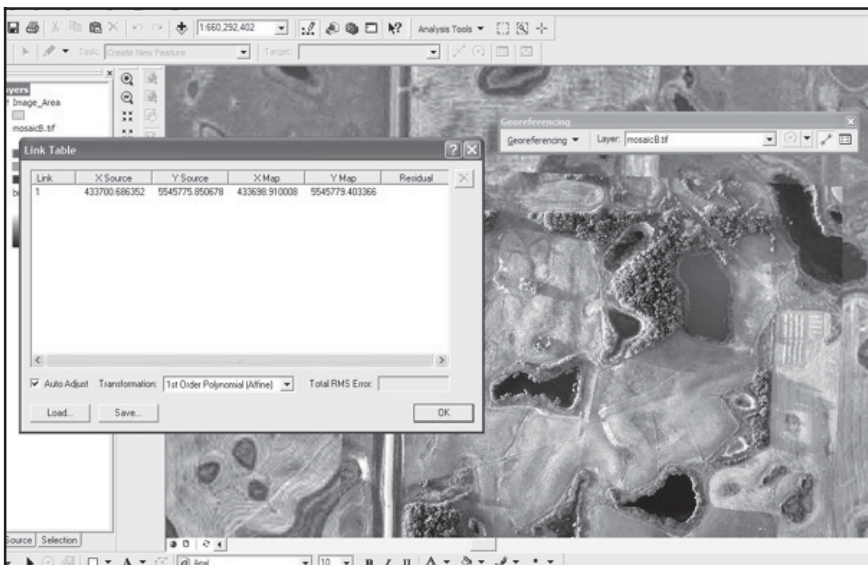 1:660,292,402
Analysis Tools
Task: Create New Feature
Target:
Image_Area
mosaicB.tif
Georeferencing
Georeferencing
Layer: mosaicB.tif
Link Table
Link X Source Y Source X Map Y Map Residual
1 433700.686352 5545775.850678 433698.910008 5545779.403366
Auto Adjust Transformation: 1st Order Polynomial (Affine) Total RMS Error:
Load... Save... OK
Source Selection
Arial 10 B I U A